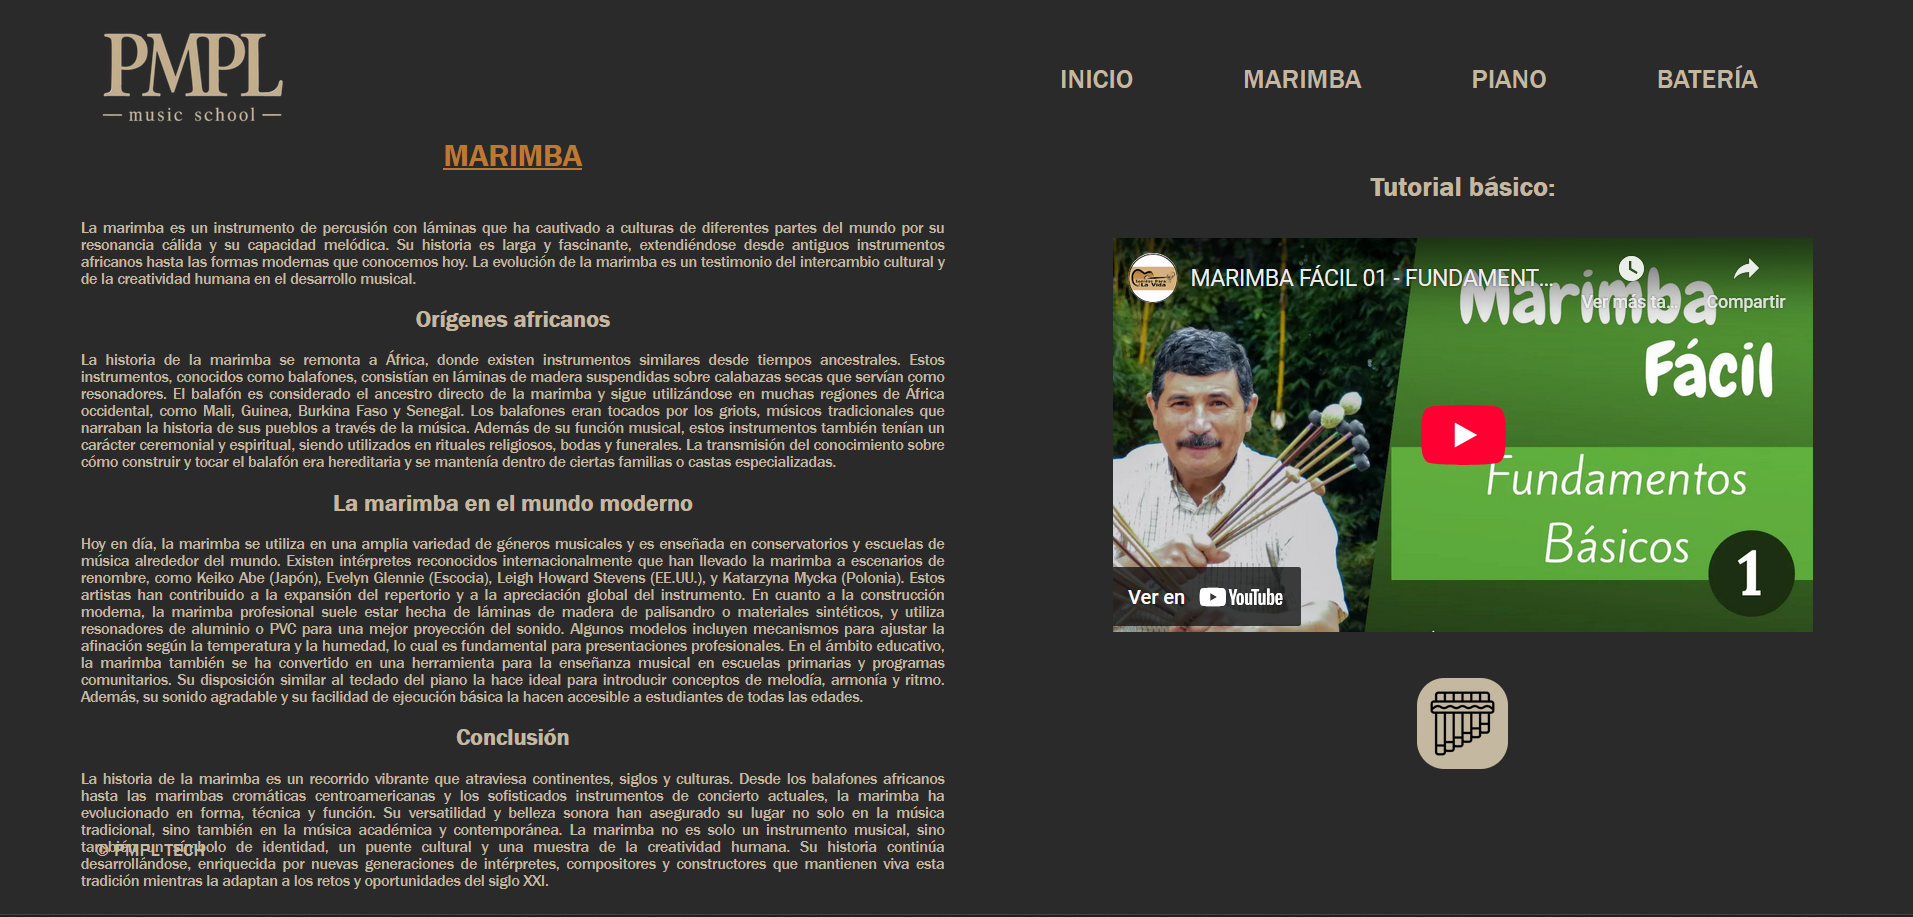 PMPL
music school
INICIO
MARIMBA
PIANO
BATERÍA
MARIMBA
La marimba es un instrumento de percusión con láminas que ha cautivado a culturas de diferentes partes del mundo por su
resonancia cálida y su capacidad melódica. Su historia es larga y fascinante, extendiéndose desde antiguos instrumentos
africanos hasta las formas modernas que conocemos hoy. La evolución de la marimba es un testimonio del intercambio cultural y
de la creatividad humana en el desarrollo musical.
Orígenes africanos
La historia de la marimba se remonta a África, donde existen instrumentos similares desde tiempos ancestrales. Estos
instrumentos, conocidos como balafones, consistían en láminas de madera suspendidas sobre calabazas secas que servían como
resonadores. El balafón es considerado el ancestro directo de la marimba y sigue utilizándose en muchas regiones de África
occidental, como Mali, Guinea, Burkina Faso y Senegal. Los balafones eran tocados por los griots, músicos tradicionales que
narraban la historia de sus pueblos a través de la música. Además de su función musical, estos instrumentos también tenían un
carácter ceremonial y espiritual, siendo utilizados en rituales religiosos, bodas y funerales. La transmisión del conocimiento sobre
cómo construir y tocar el balafón era hereditaria y se mantenía dentro de ciertas familias o castas especializadas.
La marimba en el mundo moderno
Hoy en día, la marimba se utiliza en una amplia variedad de géneros musicales y es enseñada en conservatorios y escuelas de
música alrededor del mundo. Existen intérpretes reconocidos internacionalmente que han llevado la marimba a escenarios de
renombre, como Keiko Abe (Japón), Evelyn Glennie (Escocia), Leigh Howard Stevens (EE.UU.), y Katarzyna Mycka (Polonia). Estos
artistas han contribuido a la expansión del repertorio y a la apreciación global del instrumento. En cuanto a la construcción
moderna, la marimba profesional suele estar hecha de láminas de madera de palisandro o materiales sintéticos, y utiliza
resonadores de aluminio o PVC para una mejor proyección del sonido. Algunos modelos incluyen mecanismos para ajustar la
afinación según la temperatura y la humedad, lo cual es fundamental para presentaciones profesionales. En el ámbito educativo,
la marimba también se ha convertido en una herramienta para la enseñanza musical en escuelas primarias y programas
comunitarios. Su disposición similar al teclado del piano la hace ideal para introducir conceptos de melodía, armonía y ritmo.
Además, su sonido agradable y su facilidad de ejecución básica la hacen accesible a estudiantes de todas las edades.
Conclusión
La historia de la marimba es un recorrido vibrante que atraviesa continentes, siglos y culturas. Desde los balafones africanos
hasta las marimbas cromáticas centroamericanas y los sofisticados instrumentos de concierto actuales, la marimba ha
evolucionado en forma, técnica y función. Su versatilidad y belleza sonora han asegurado su lugar no solo en la música
tradicional, sino también en la música académica y contemporánea. La marimba no es solo un instrumento musical, sino
también un símbolo de identidad, un puente cultural y una muestra de la creatividad humana. Su historia continúa
desarrollándose, enriquecida por nuevas generaciones de intérpretes, compositores y constructores que mantienen viva esta
tradición mientras la adaptan a los retos y oportunidades del siglo XXI.
© PMPL TECH
Tutorial básico:
La Vida
MARIMBA FÁCIL 01 - FUNDAMENT...
Ver más ta...
Compartir
Marimba
Fácil
Fundamentos
Básicos
1
Ver en YouTube